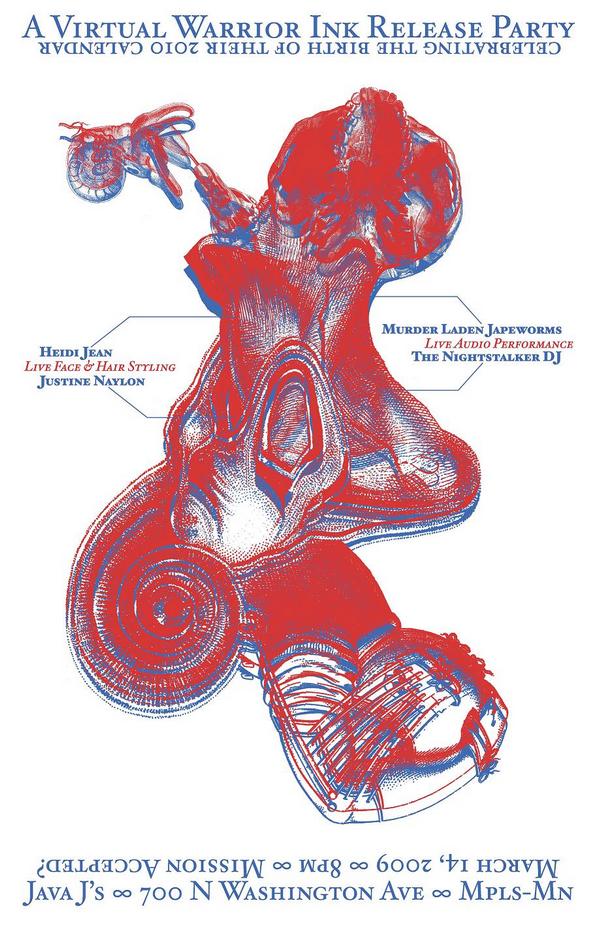 A Virtual Warrior Ink Release Party
Celebrating the Birth of Their 2010 Calendar
Heidi Jean
Live Face & Hair Styling
Justine Naylon
Murder Laden Japeworms
Live Audio Performance
The Nightstalker DJ
March 14, 2009 ∞ 8pm ∞ Mission Accepted?
Java J's ∞ 700 N Washington Ave ∞ Mpls-Mn